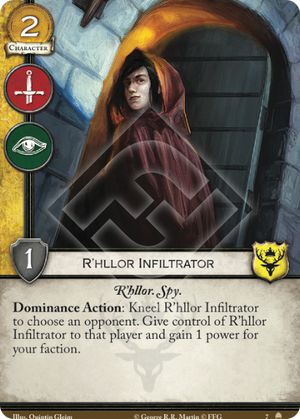 2
Character
1
R'hllor Infiltrator
R'hllor. Spy.
Dominance Action: Kneel R'hllor Infiltrator
to choose an opponent. Give control of R'hllor
Infiltrator to that player and gain 1 power for
your faction.
Illus. Quintin Gleim © George R.R. Martin © FFG 7